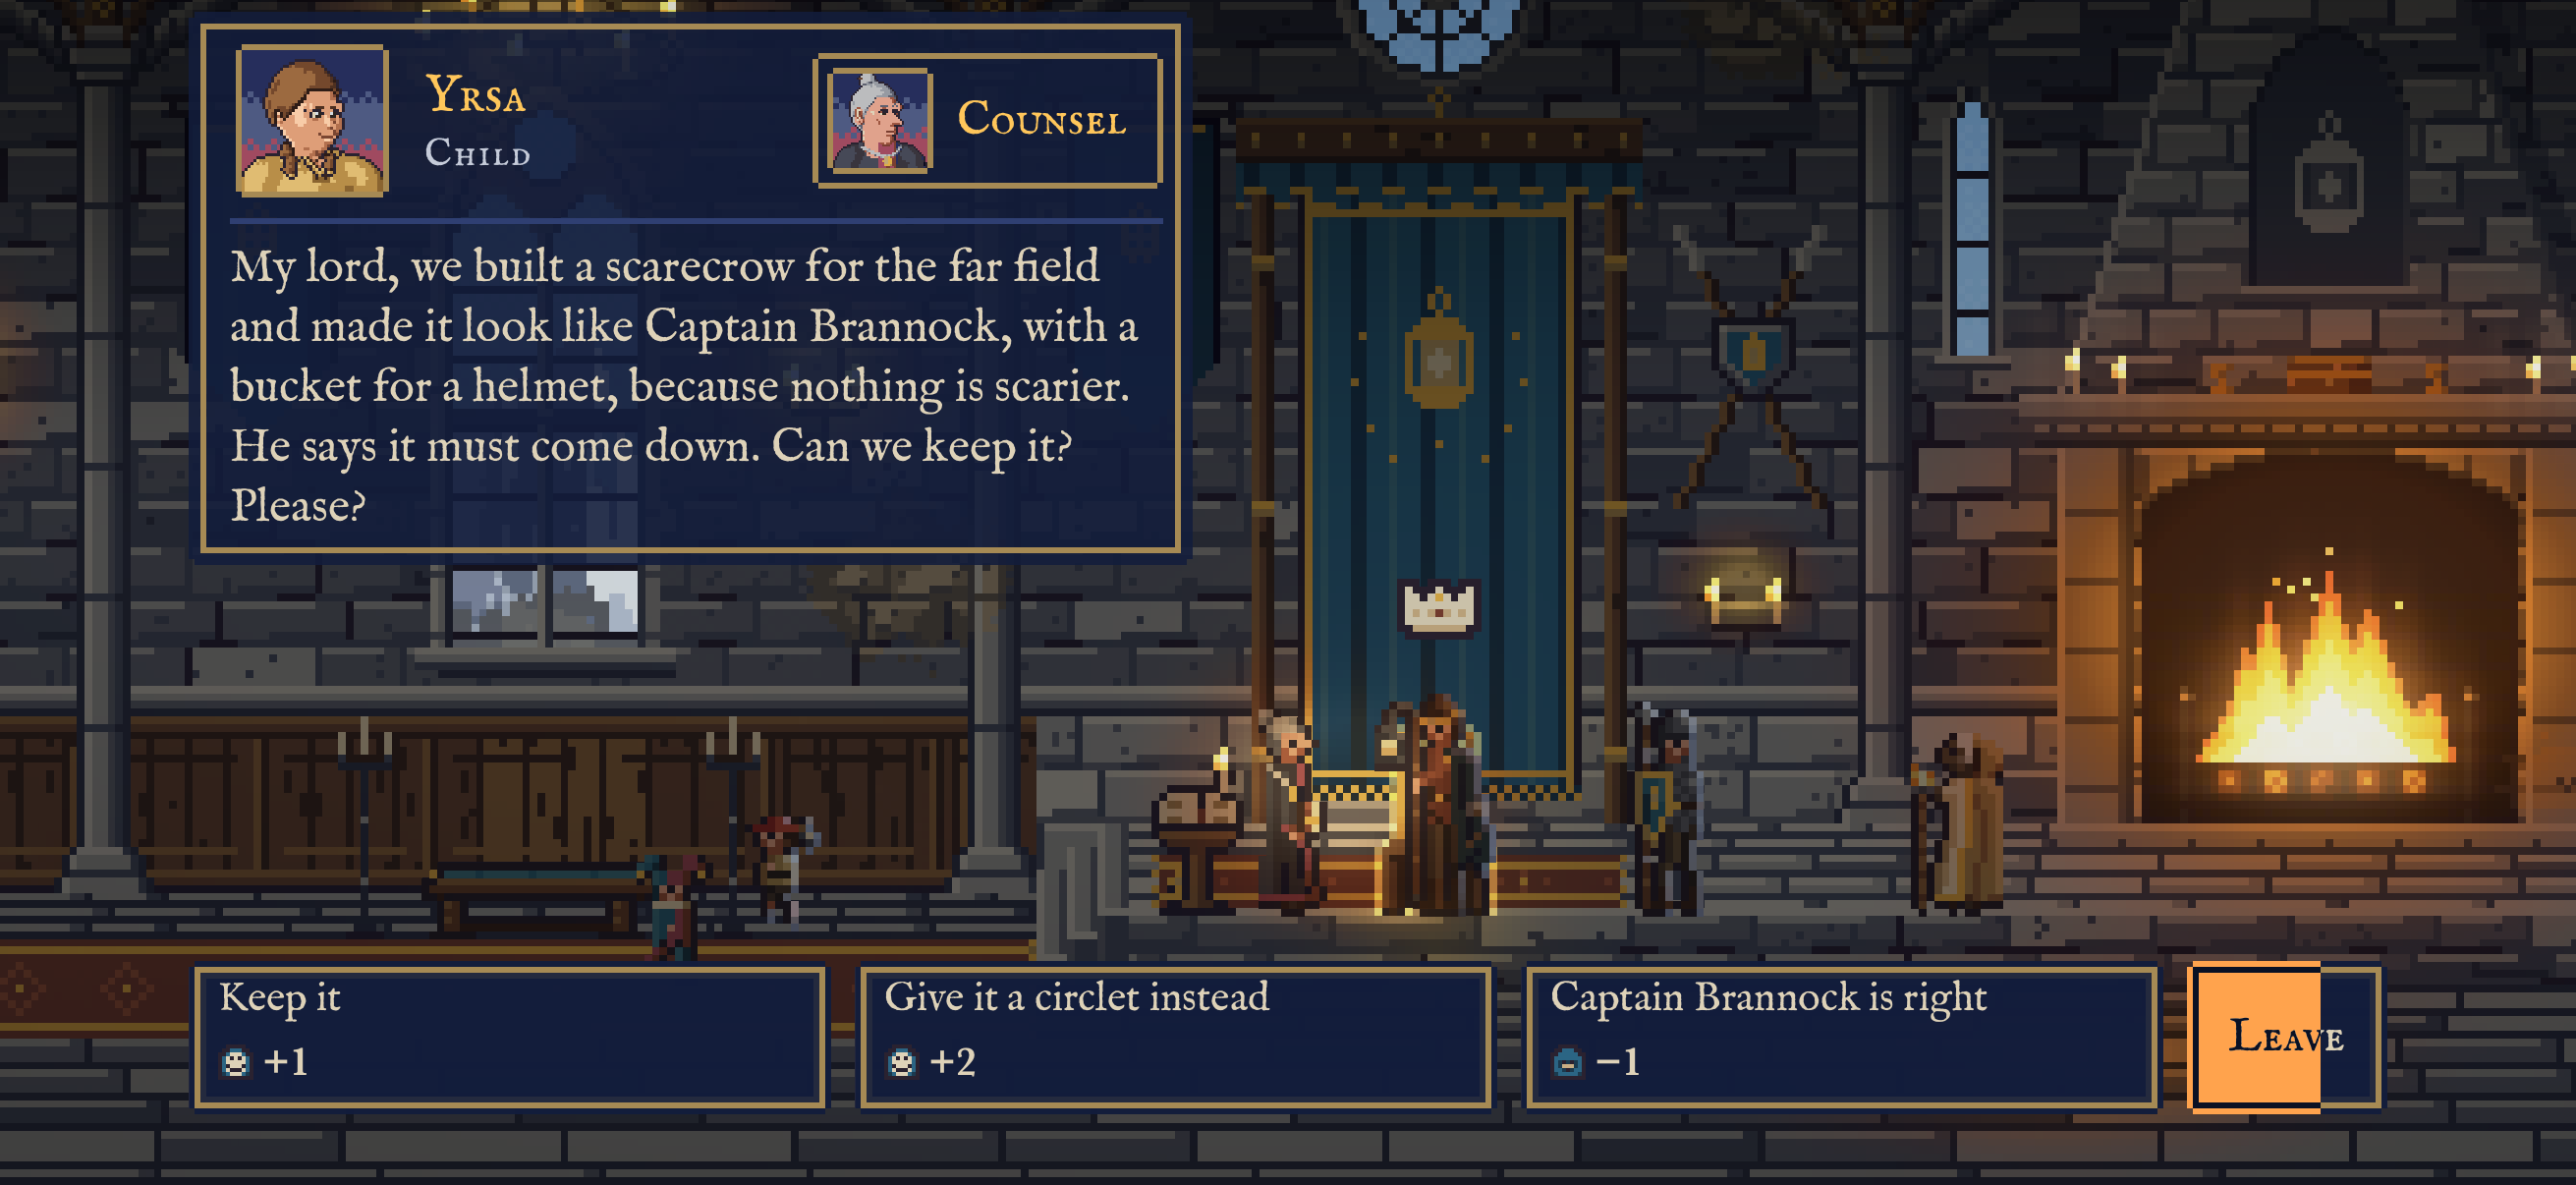 Yrsa
Child
Counsel
My lord, we built a scarecrow for the far field
and made it look like Captain Brannock, with a
bucket for a helmet, because nothing is scarier.
He says it must come down. Can we keep it?
Please?
Keep it
+1
Give it a circlet instead
+2
Captain Brannock is right
−1
Leave